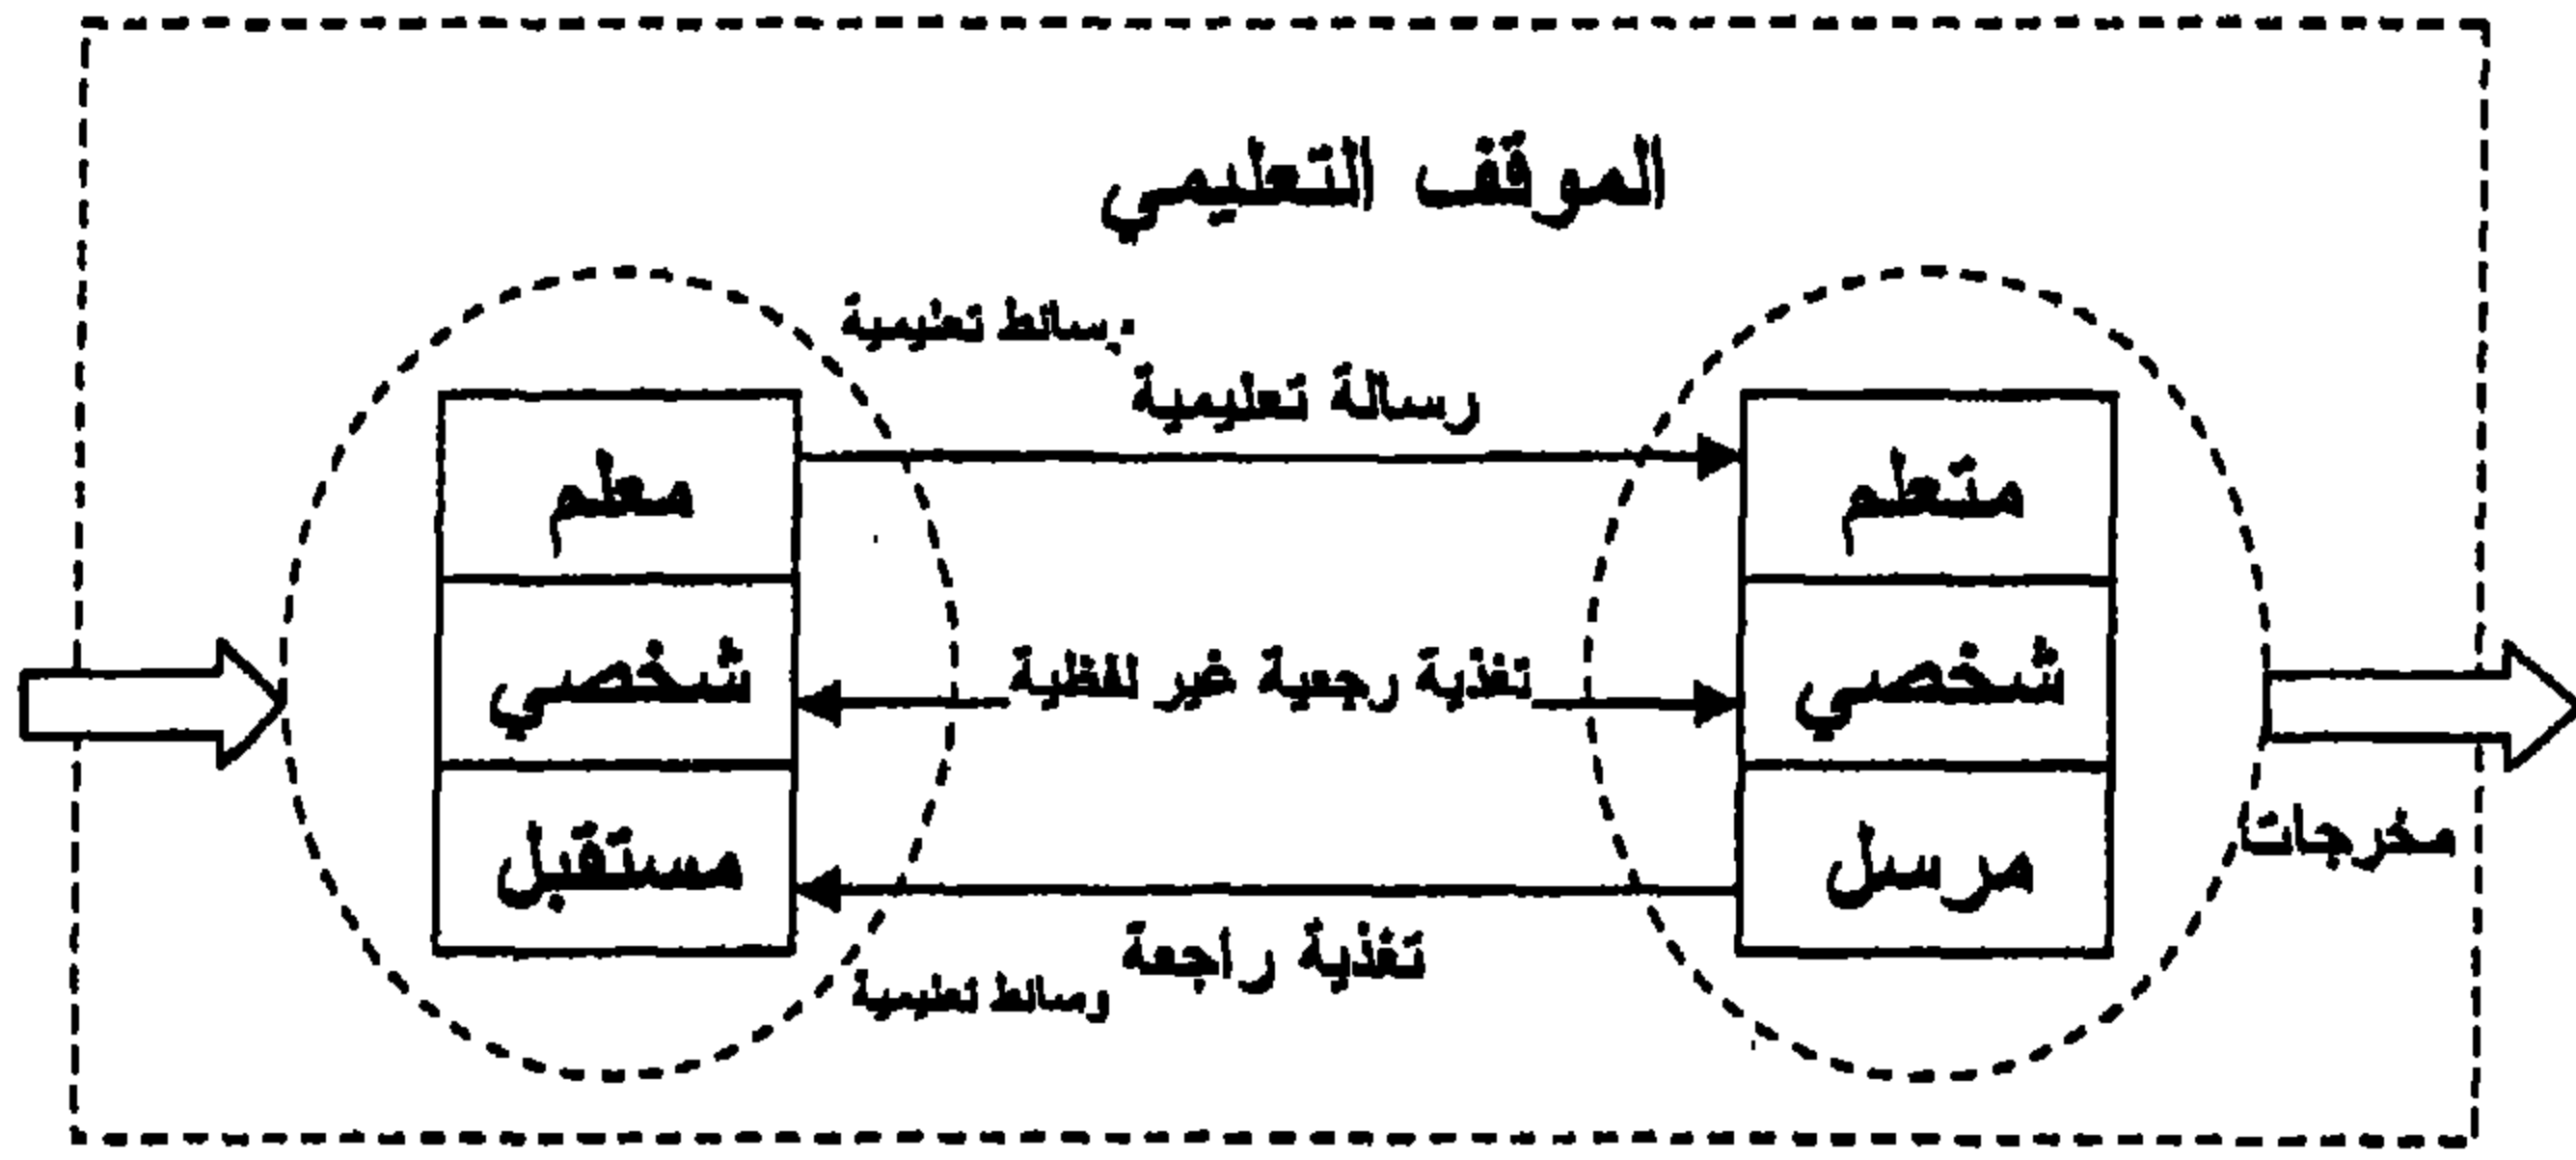 الموقف التعليمي
وسائط تعليمية
رسالة تعليمية
معلم
متعلم
شخصي
تغذية رجعية غير لفظية
شخصي
مستقبل
مرسل
مخرجات
تغذية راجعة
وسائط تعليمية